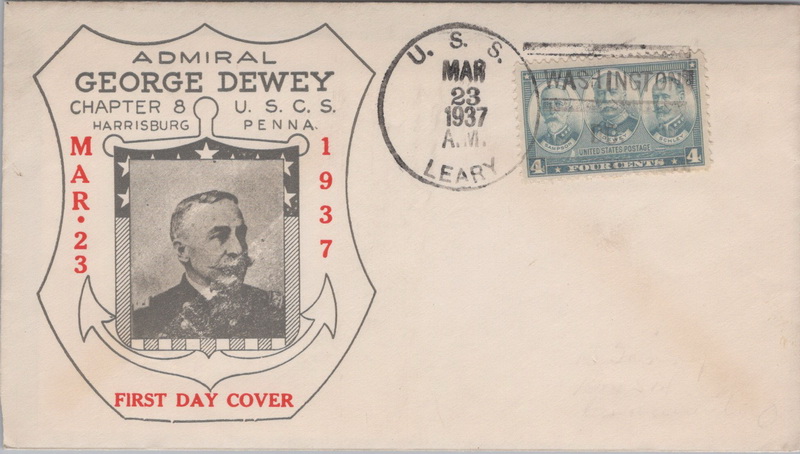 ADMIRAL
GEORGE DEWEY
CHAPTER 8 U. S. C. S.
HARRISBURG PENNA.
MAR. 23
1937
FIRST DAY COVER
U. S. S.
MAR
23
1937
A.M.
LEARY
WASHINGTON
SAMPSON DEWEY SCHLEY
UNITED STATES POSTAGE
4 FOUR CENTS 4